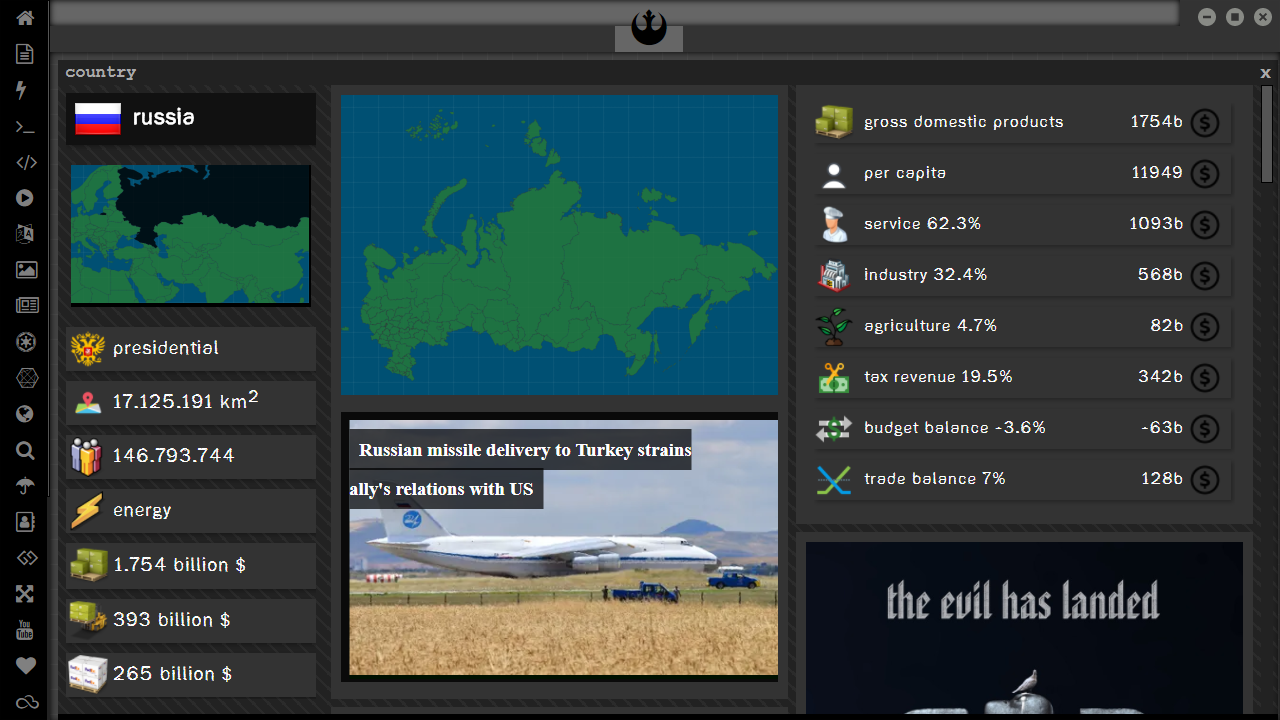 country
x
russia
presidential
17.125.191 km²
146.793.744
energy
1.754 billion $
393 billion $
265 billion $
Russian missile delivery to Turkey strains
ally's relations with US
gross domestic products 1754b
per capita 11949
service 62.3% 1093b
industry 32.4% 568b
agriculture 4.7% 82b
tax revenue 19.5% 342b
budget balance -3.6% -63b
trade balance 7% 128b
the evil has landed
You
Tube